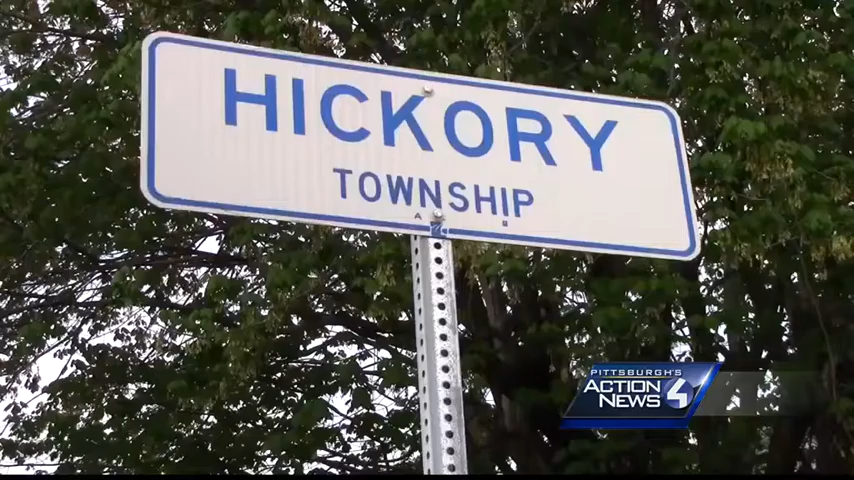 HICKORY
TOWNSHIP
PITTSBURGH'S
ACTION
NEWS 4